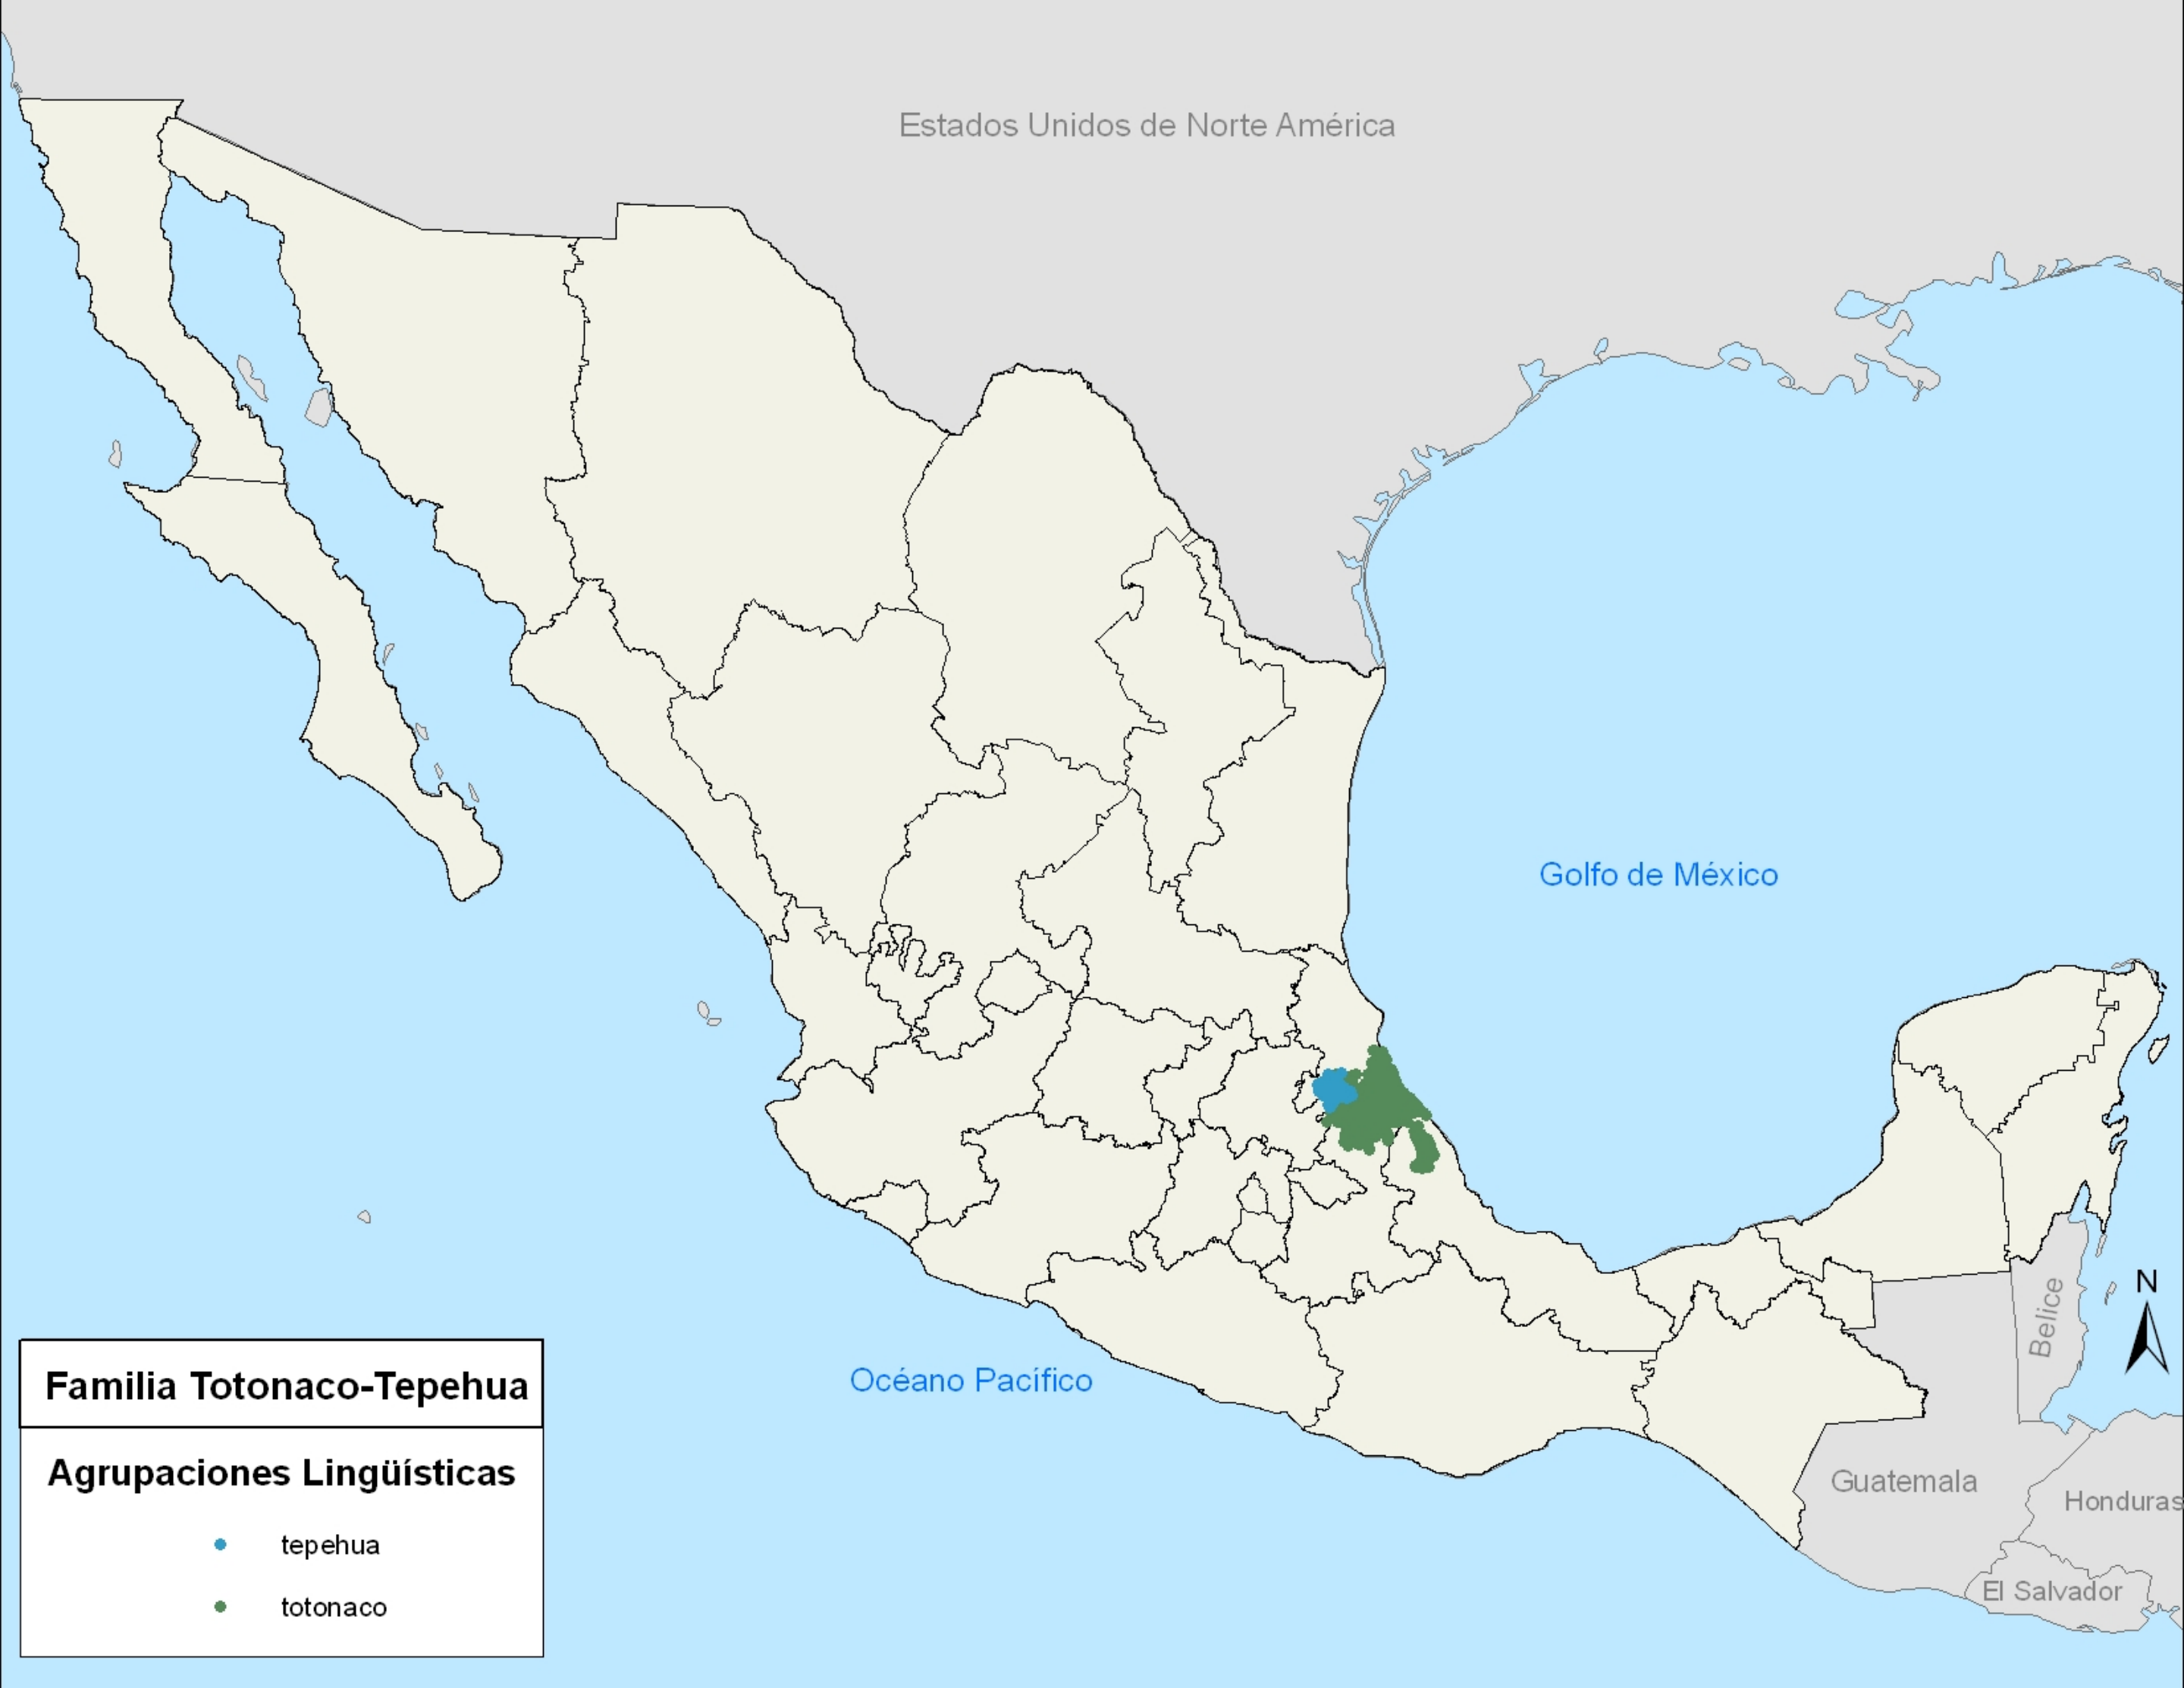 Estados Unidos de Norte América
Golfo de México
Océano Pacífico
N
Belice
Guatemala
Honduras
El Salvador
Familia Totonaco-Tepehua
Agrupaciones Lingüísticas
tepehua
totonaco